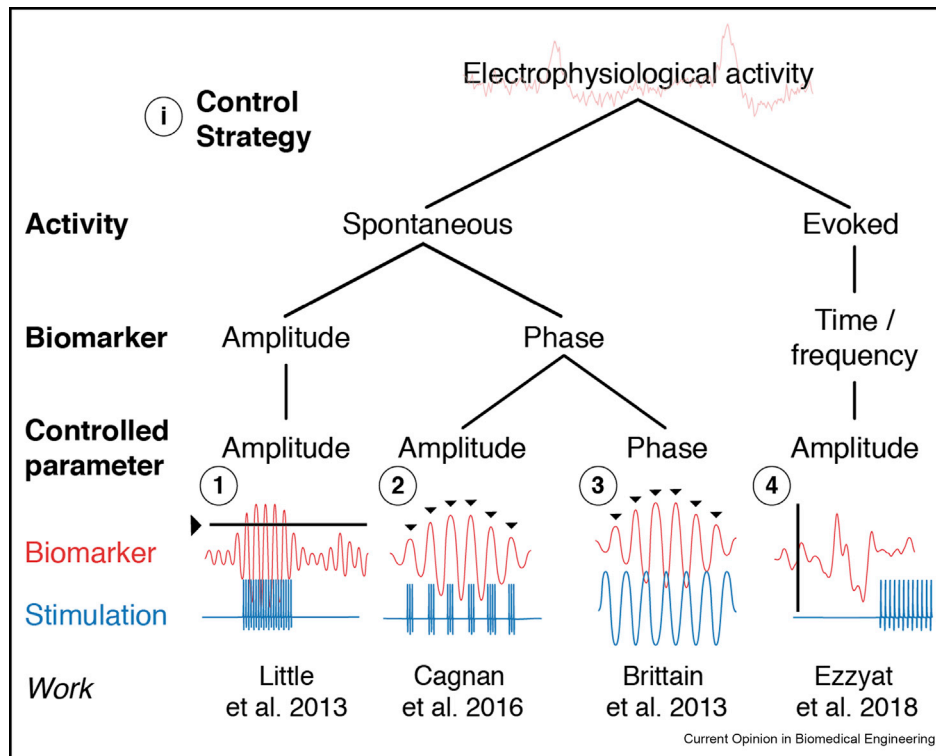 Electrophysiological activity
i Control
Strategy
Activity Spontaneous Evoked
Biomarker Amplitude Phase Time /
frequency
Controlled
parameter Amplitude Amplitude Phase Amplitude
1 2 3 4
Biomarker
Stimulation
Work Little
et al. 2013 Cagnan
et al. 2016 Brittain
et al. 2013 Ezzyat
et al. 2018
Current Opinion in Biomedical Engineering